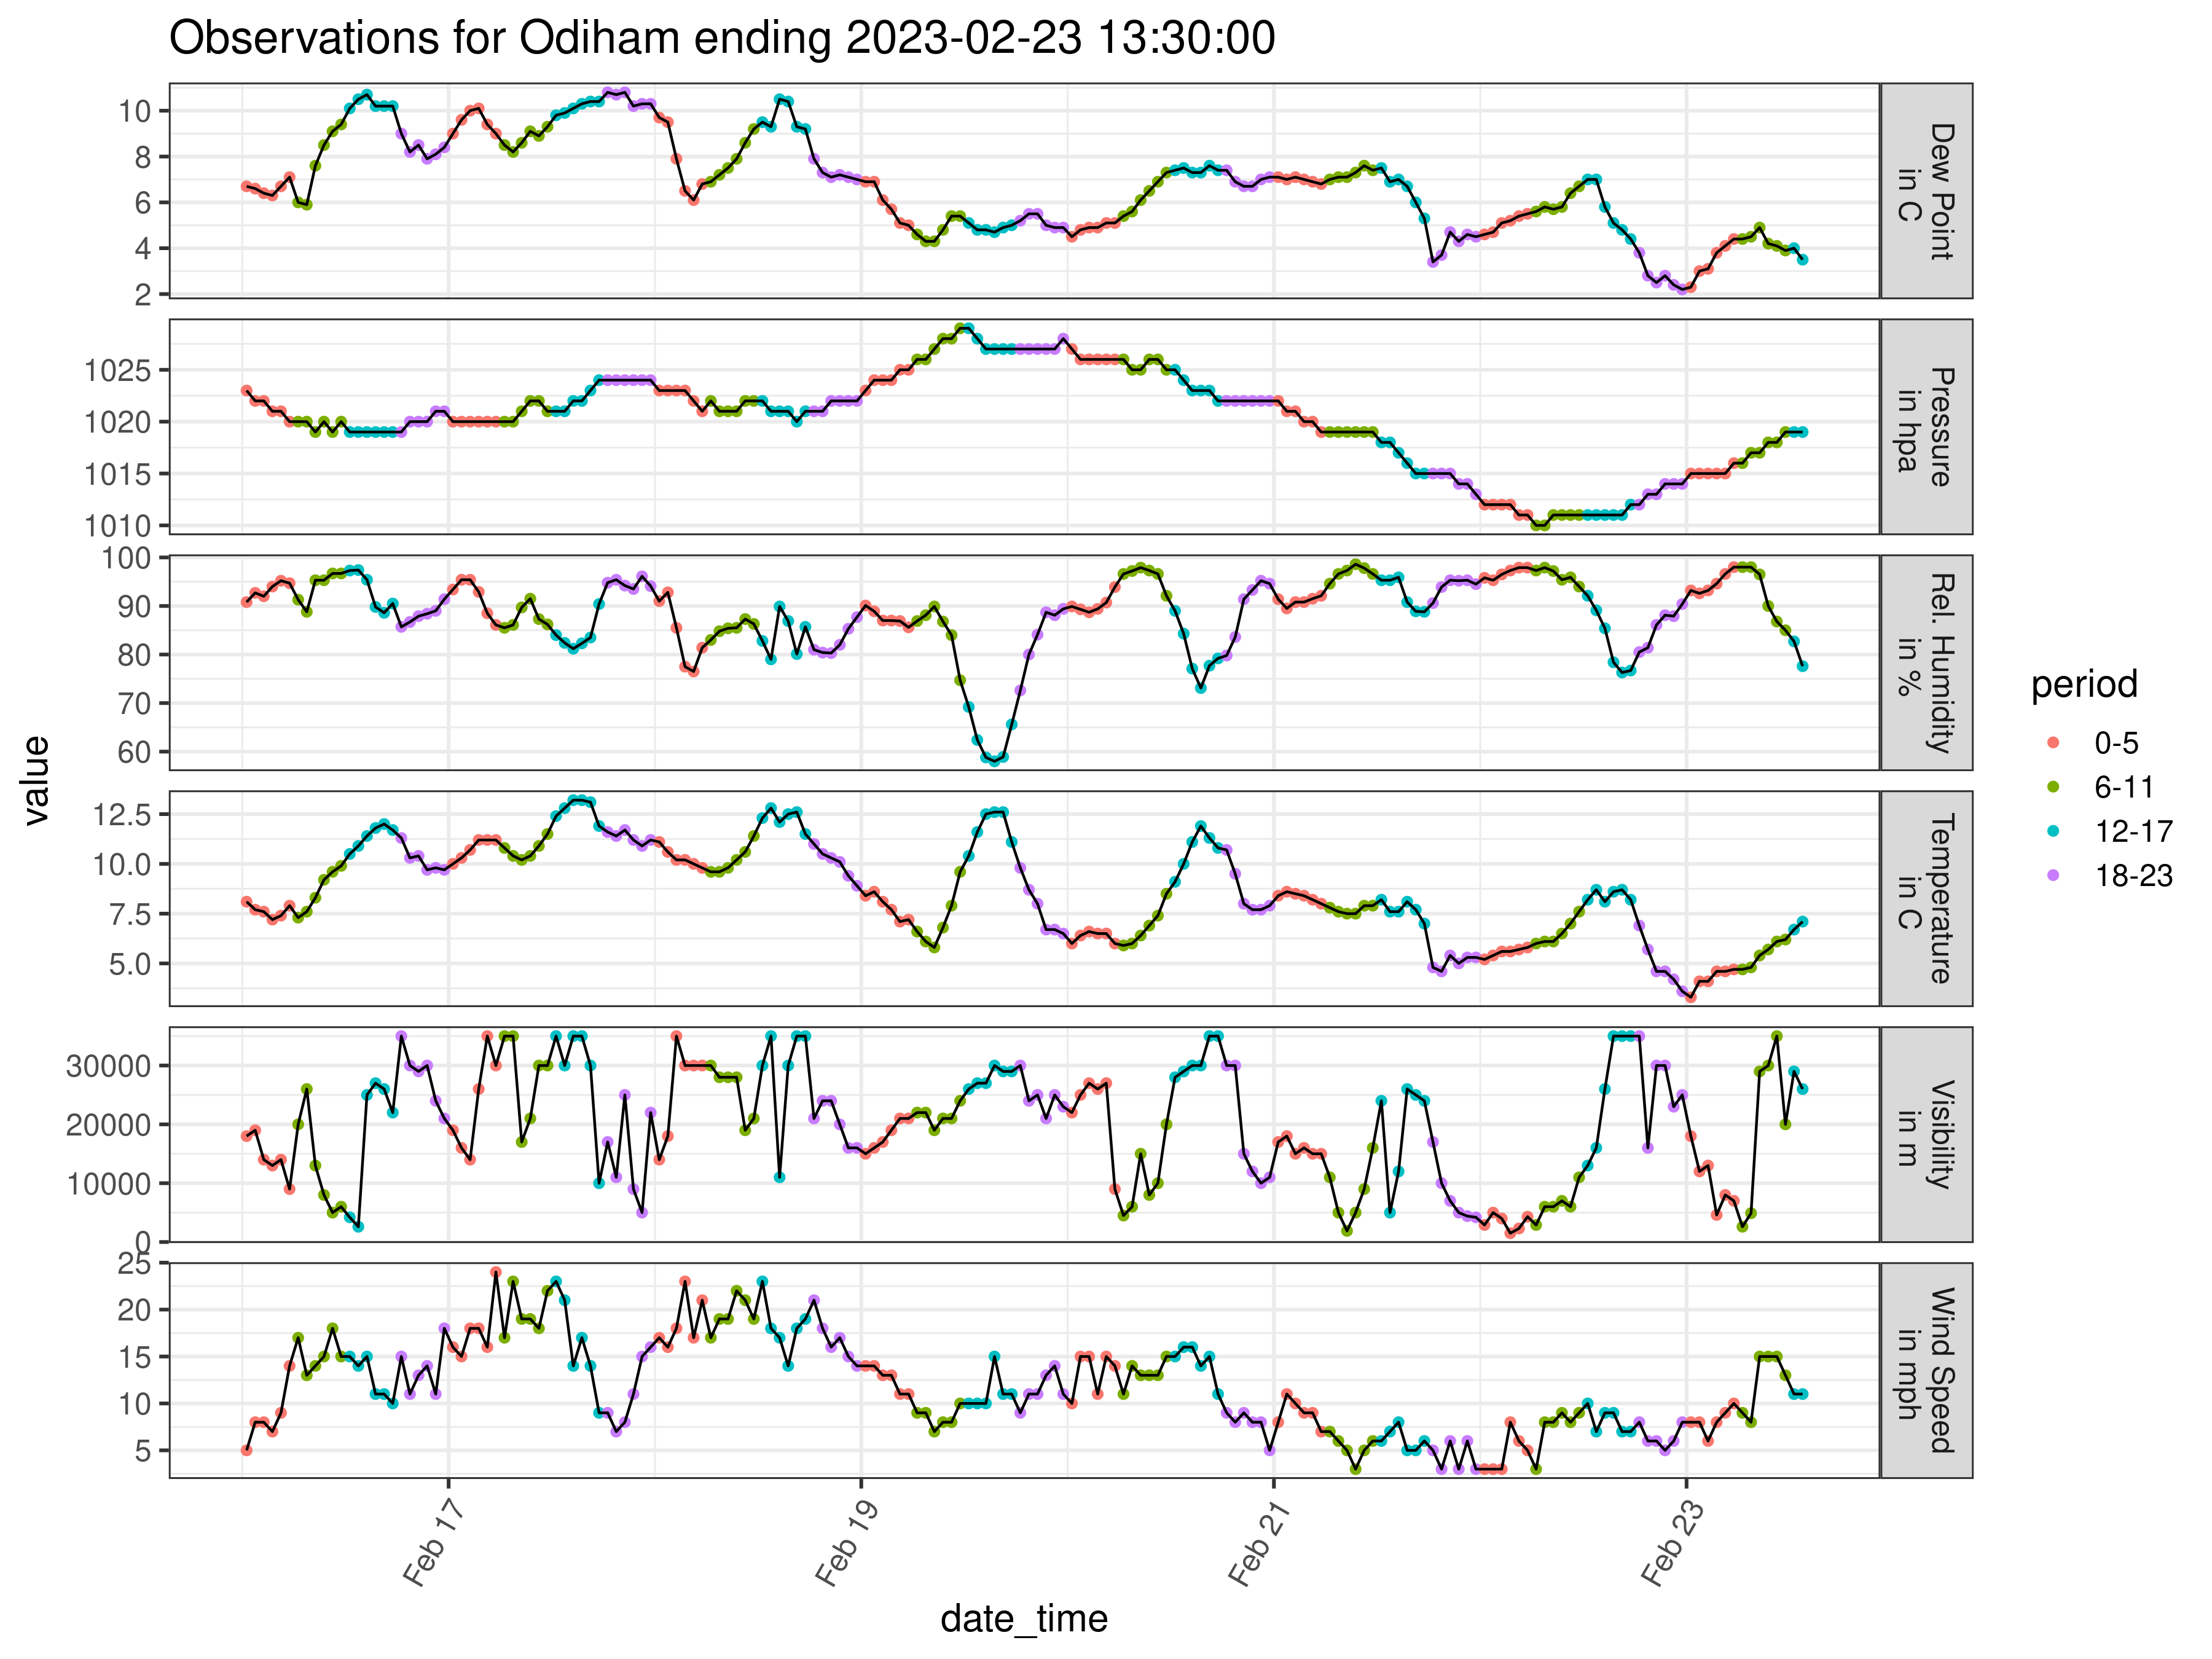 Observations for Odiham ending 2023-02-23 13:30:00
value
10
8
6
4
2
Dew Point
in C
1025
1020
1015
1010
Pressure
in hpa
100
90
80
70
60
Rel. Humidity
in %
12.5
10.0
7.5
5.0
Temperature
in C
30000
20000
10000
0
Visibility
in m
25
20
15
10
5
Wind Speed
in mph
Feb 17
Feb 19
Feb 21
Feb 23
date_time
period
0-5
6-11
12-17
18-23